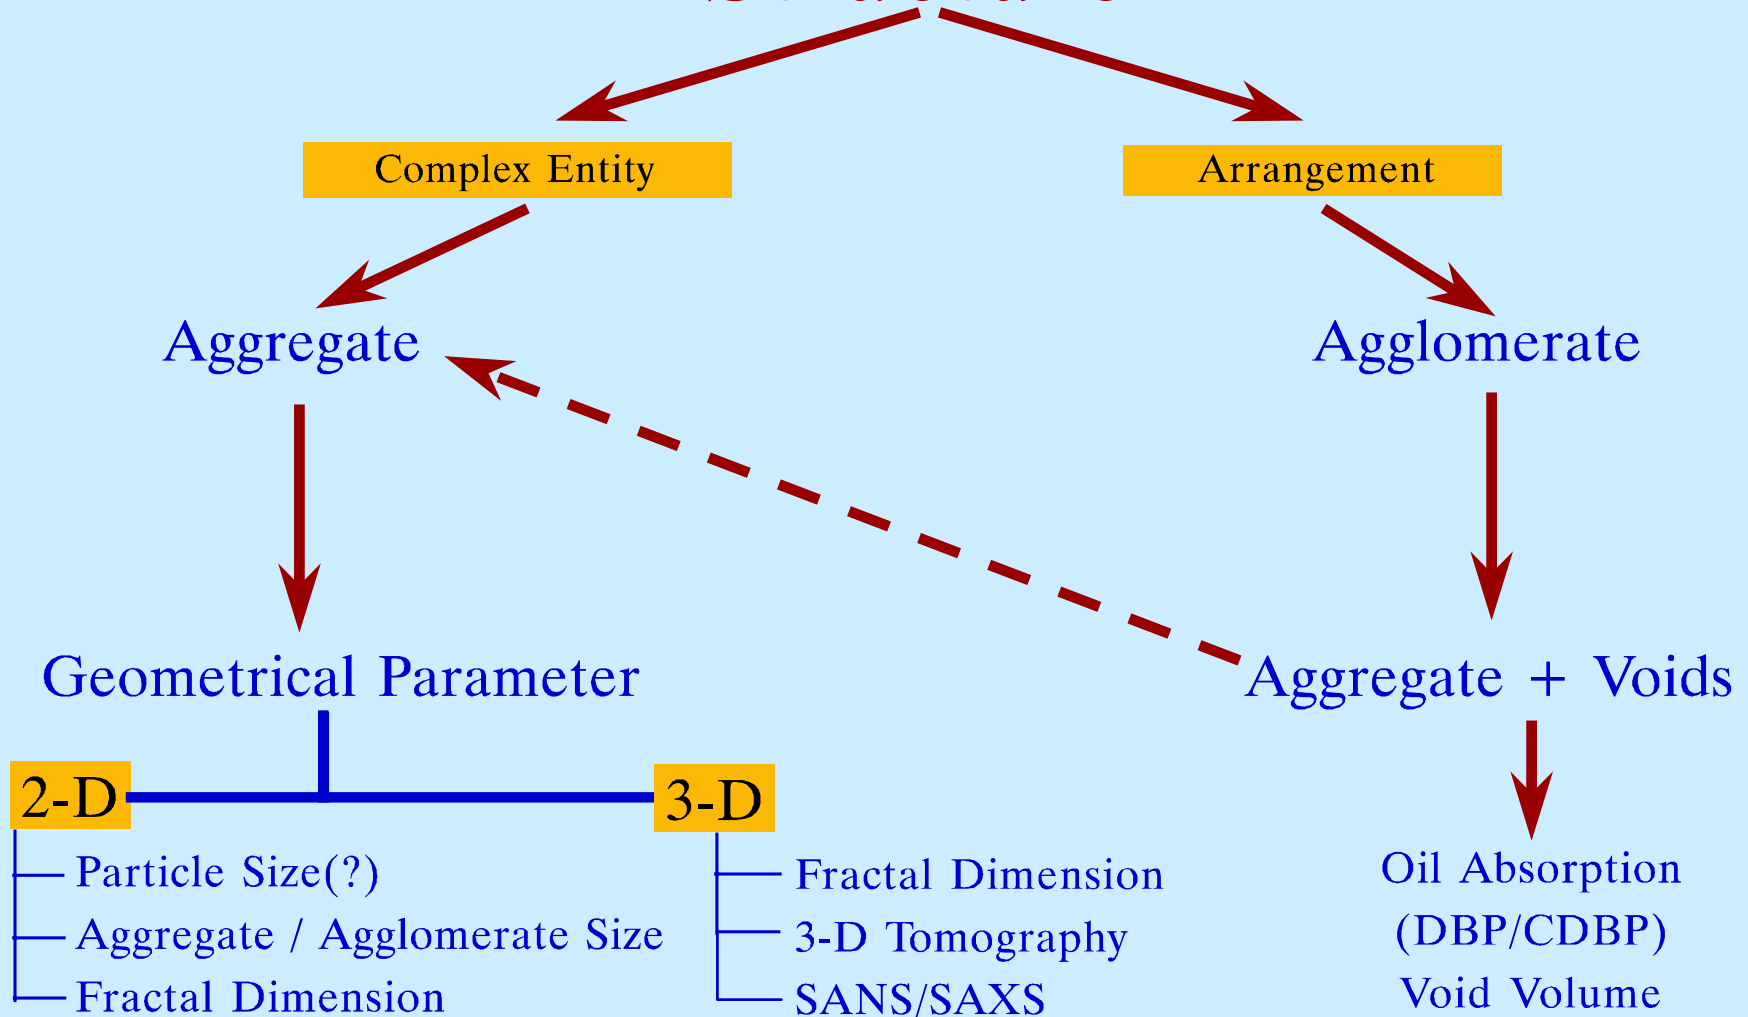 Complex Entity
Arrangement
Aggregate
Agglomerate
Geometrical Parameter
Aggregate + Voids
2-D
3-D
Particle Size(?)
Aggregate / Agglomerate Size
Fractal Dimension
Fractal Dimension
3-D Tomography
SANS/SAXS
Oil Absorption
(DBP/CDBP)
Void Volume